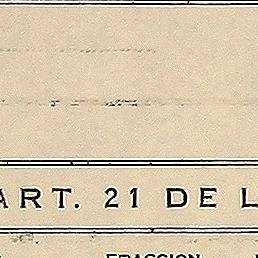 ART. 21 DE L
FRACCION